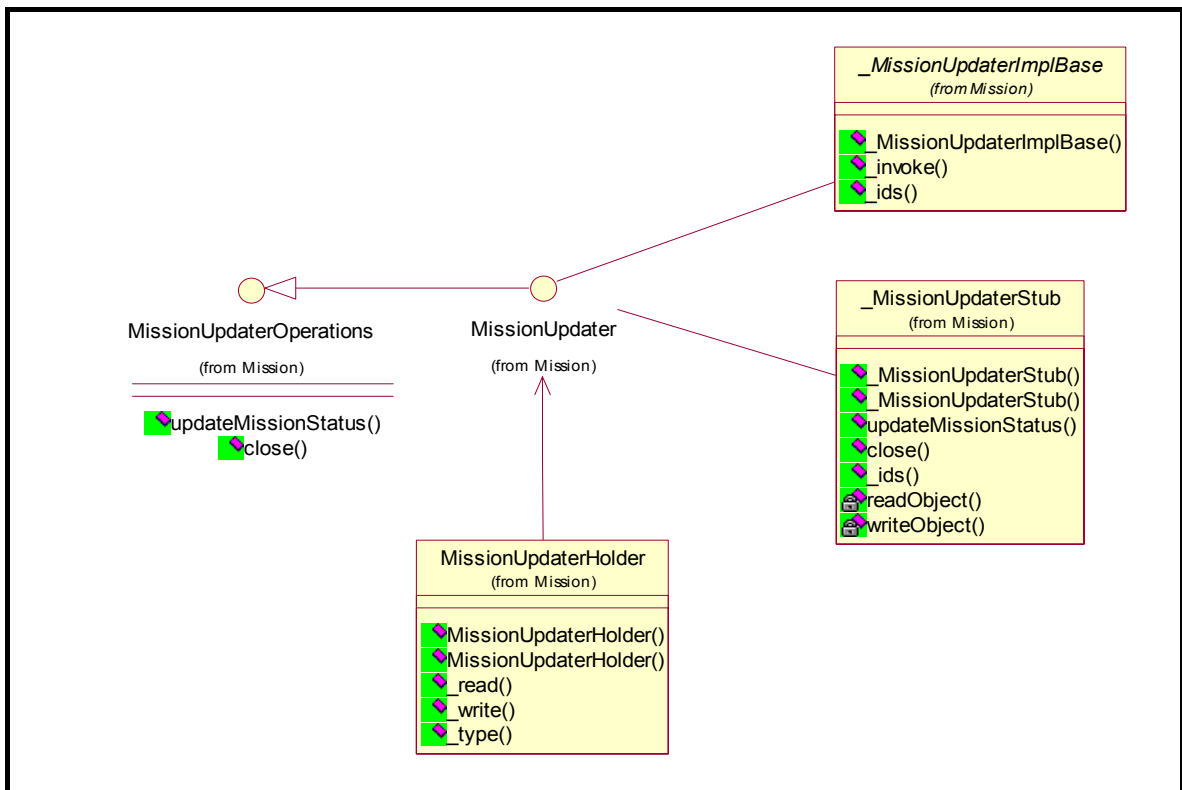 _MissionUpdaterImplBase
(from Mission)
_MissionUpdaterImplBase()
_invoke()
_ids()
MissionUpdaterOperations
(from Mission)
updateMissionStatus()
close()
MissionUpdater
(from Mission)
_MissionUpdaterStub
(from Mission)
_MissionUpdaterStub()
_MissionUpdaterStub()
updateMissionStatus()
close()
_ids()
readObject()
writeObject()
MissionUpdaterHolder
(from Mission)
MissionUpdaterHolder()
MissionUpdaterHolder()
_read()
_write()
_type()